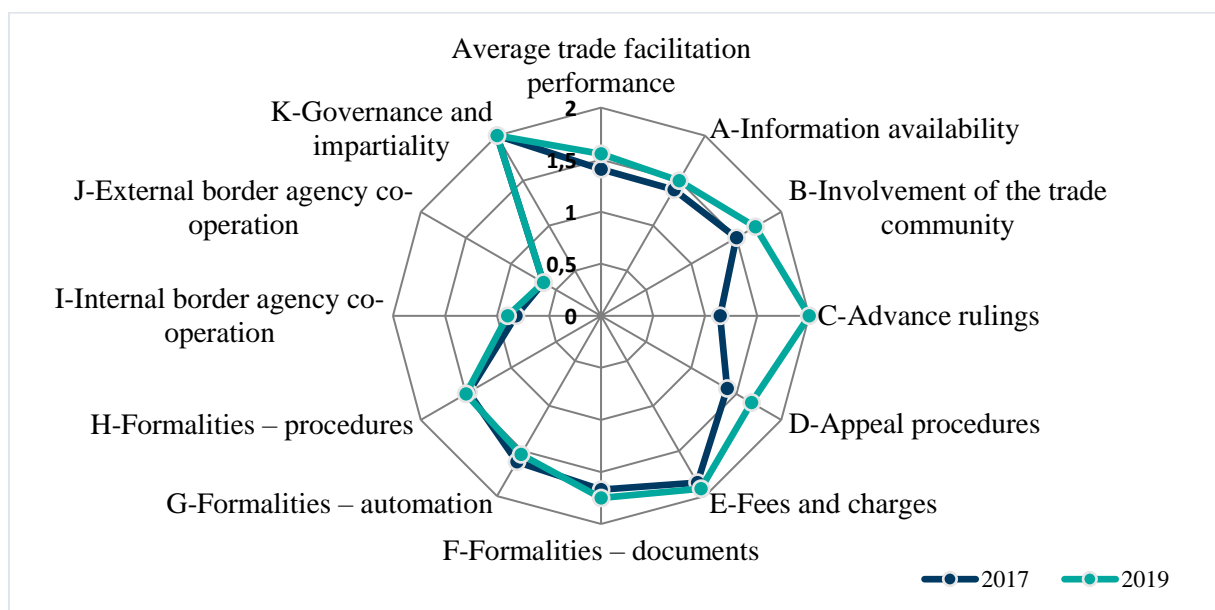 Average trade facilitation
performance
A-Information availability
B-Involvement of the trade
community
C-Advance rulings
D-Appeal procedures
E-Fees and charges
F-Formalities – documents
G-Formalities – automation
H-Formalities – procedures
I-Internal border agency co-
operation
J-External border agency co-
operation
K-Governance and
impartiality
2
1,5
1
0,5
0
2017
2019